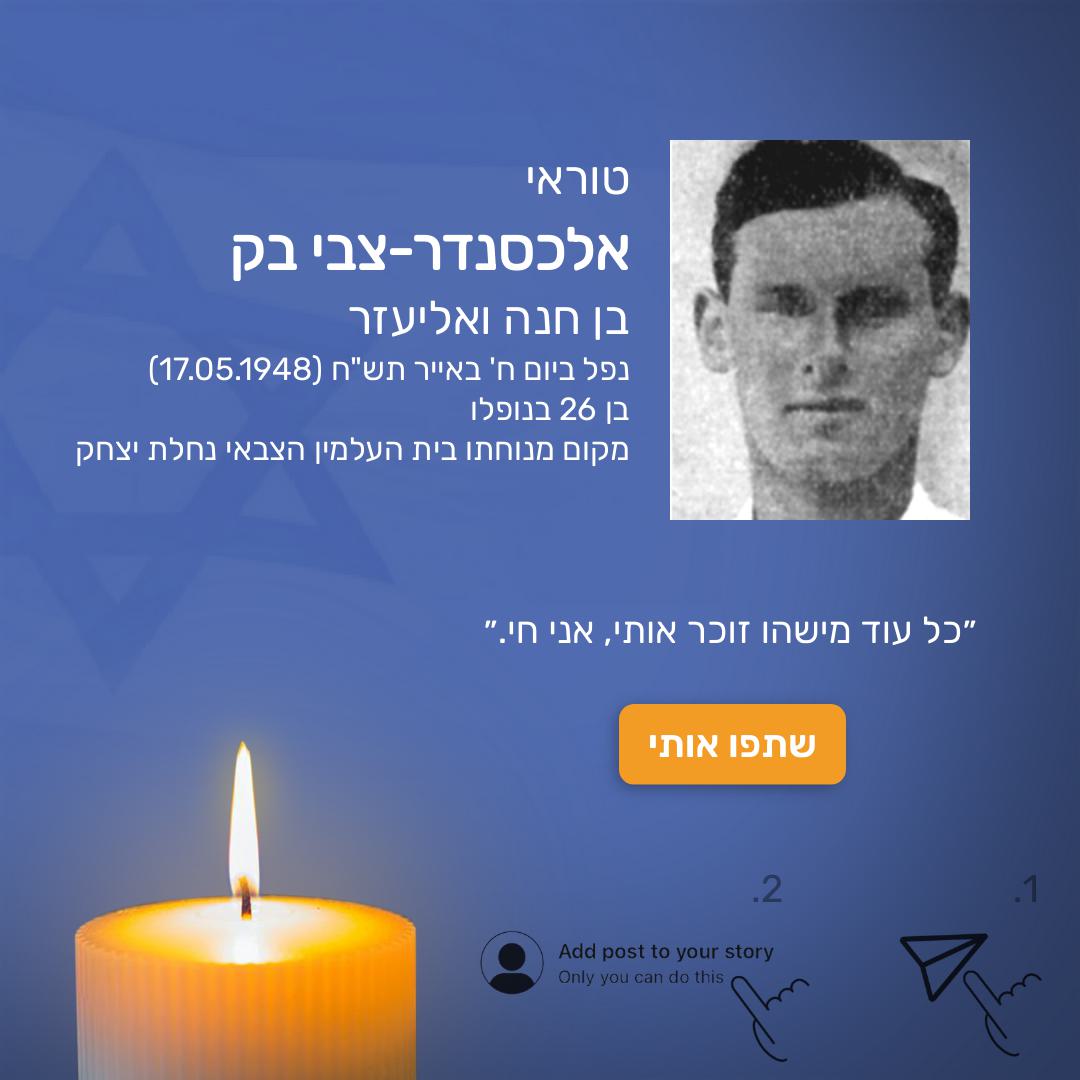 טוראי
אלכסנדר-צבי בק
בן חנה ואליעזר
נפל ביום ח' באייר תש"ח (17.05.1948)
בן 26 בנופלו
מקום מנוחתו בית העלמין הצבאי נחלת יצחק
״כל עוד מישהו זוכר אותי, אני חי.״
שתפו אותי
1.
2.
Add post to your story
Only you can do this